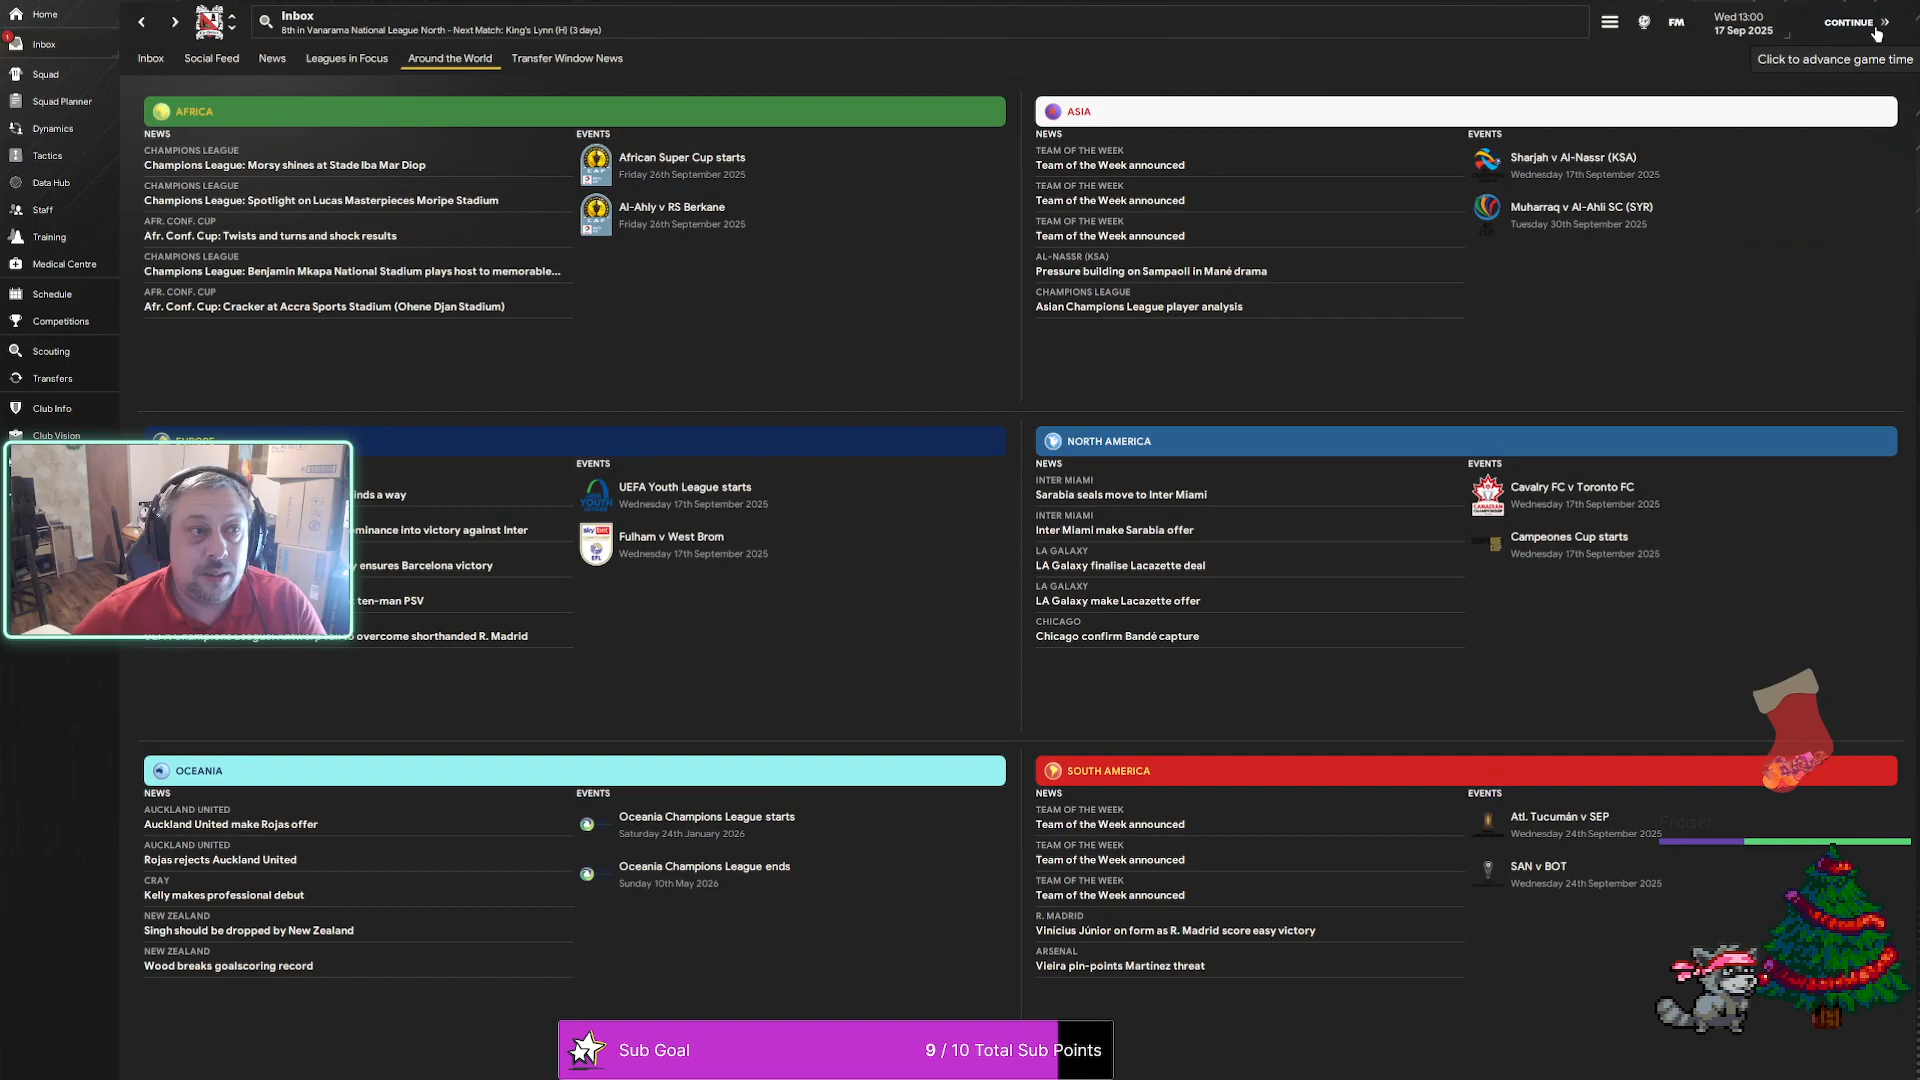 Home
1
Inbox
Squad
Squad Planner
Dynamics
Tactics
Data Hub
Staff
Training
Medical Centre
Schedule
Competitions
Scouting
Transfers
Club Info
Club Vision
Inbox
8th in Vanarama National League North - Next Match: King's Lynn (H) (3 days)
FM
Wed 13:00
17 Sep 2025
CONTINUE
Click to advance game time
Inbox
Social Feed
News
Leagues in Focus
Around the World
Transfer Window News
AFRICA
NEWS
CHAMPIONS LEAGUE
Champions League: Morsy shines at Stade Iba Mar Diop
CHAMPIONS LEAGUE
Champions League: Spotlight on Lucas Masterpieces Moripe Stadium
AFR. CONF. CUP
Afr. Conf. Cup: Twists and turns and shock results
CHAMPIONS LEAGUE
Champions League: Benjamin Mkapa National Stadium plays host to memorable...
AFR. CONF. CUP
Afr. Conf. Cup: Cracker at Accra Sports Stadium (Ohene Djan Stadium)
EVENTS
African Super Cup starts
Friday 26th September 2025
Al-Ahly v RS Berkane
Friday 26th September 2025
ASIA
NEWS
TEAM OF THE WEEK
Team of the Week announced
TEAM OF THE WEEK
Team of the Week announced
TEAM OF THE WEEK
Team of the Week announced
AL-NASSR (KSA)
Pressure building on Sampaoli in Mané drama
CHAMPIONS LEAGUE
Asian Champions League player analysis
EVENTS
Sharjah v Al-Nassr (KSA)
Wednesday 17th September 2025
Muharraq v Al-Ahli SC (SYR)
Tuesday 30th September 2025
EUROPE
inds a way
minance into victory against Inter
y ensures Barcelona victory
ten-man PSV
to overcome shorthanded R. Madrid
EVENTS
UEFA Youth League starts
Wednesday 17th September 2025
Fulham v West Brom
Wednesday 17th September 2025
NORTH AMERICA
NEWS
INTER MIAMI
Sarabia seals move to Inter Miami
INTER MIAMI
Inter Miami make Sarabia offer
LA GALAXY
LA Galaxy finalise Lacazette deal
LA GALAXY
LA Galaxy make Lacazette offer
CHICAGO
Chicago confirm Bandé capture
EVENTS
Cavalry FC v Toronto FC
Wednesday 17th September 2025
Campeones Cup starts
Wednesday 17th September 2025
OCEANIA
NEWS
AUCKLAND UNITED
Auckland United make Rojas offer
AUCKLAND UNITED
Rojas rejects Auckland United
CRAY
Kelly makes professional debut
NEW ZEALAND
Singh should be dropped by New Zealand
NEW ZEALAND
Wood breaks goalscoring record
EVENTS
Oceania Champions League starts
Saturday 24th January 2026
Oceania Champions League ends
Sunday 10th May 2026
SOUTH AMERICA
NEWS
TEAM OF THE WEEK
Team of the Week announced
TEAM OF THE WEEK
Team of the Week announced
TEAM OF THE WEEK
Team of the Week announced
R. MADRID
Vinícius Júnior on form as R. Madrid score easy victory
ARSENAL
Vieira pin-points Martínez threat
EVENTS
Atl. Tucumán v SEP
Wednesday 24th September 2025
SAN v BOT
Wednesday 24th September 2025
Fraiser
Sub Goal
9 / 10 Total Sub Points